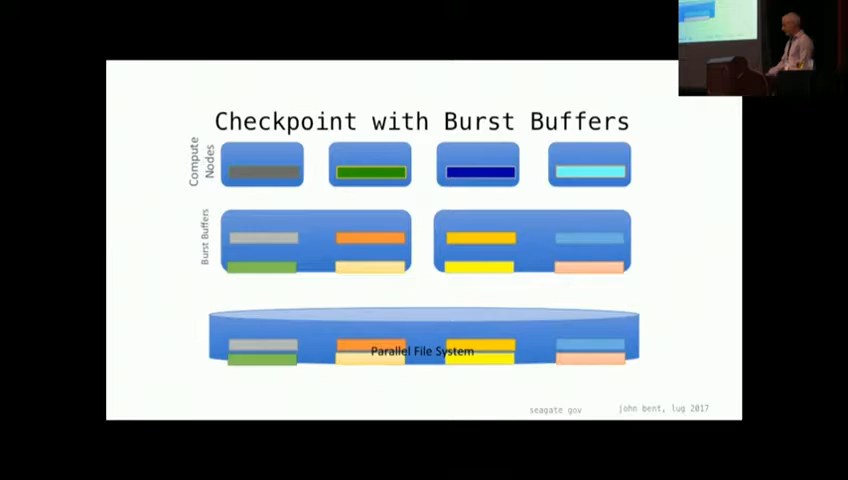 Checkpoint with Burst Buffers
Compute
Nodes
Burst Buffers
Parallel File System
seagate gov
john bent, lug 2017